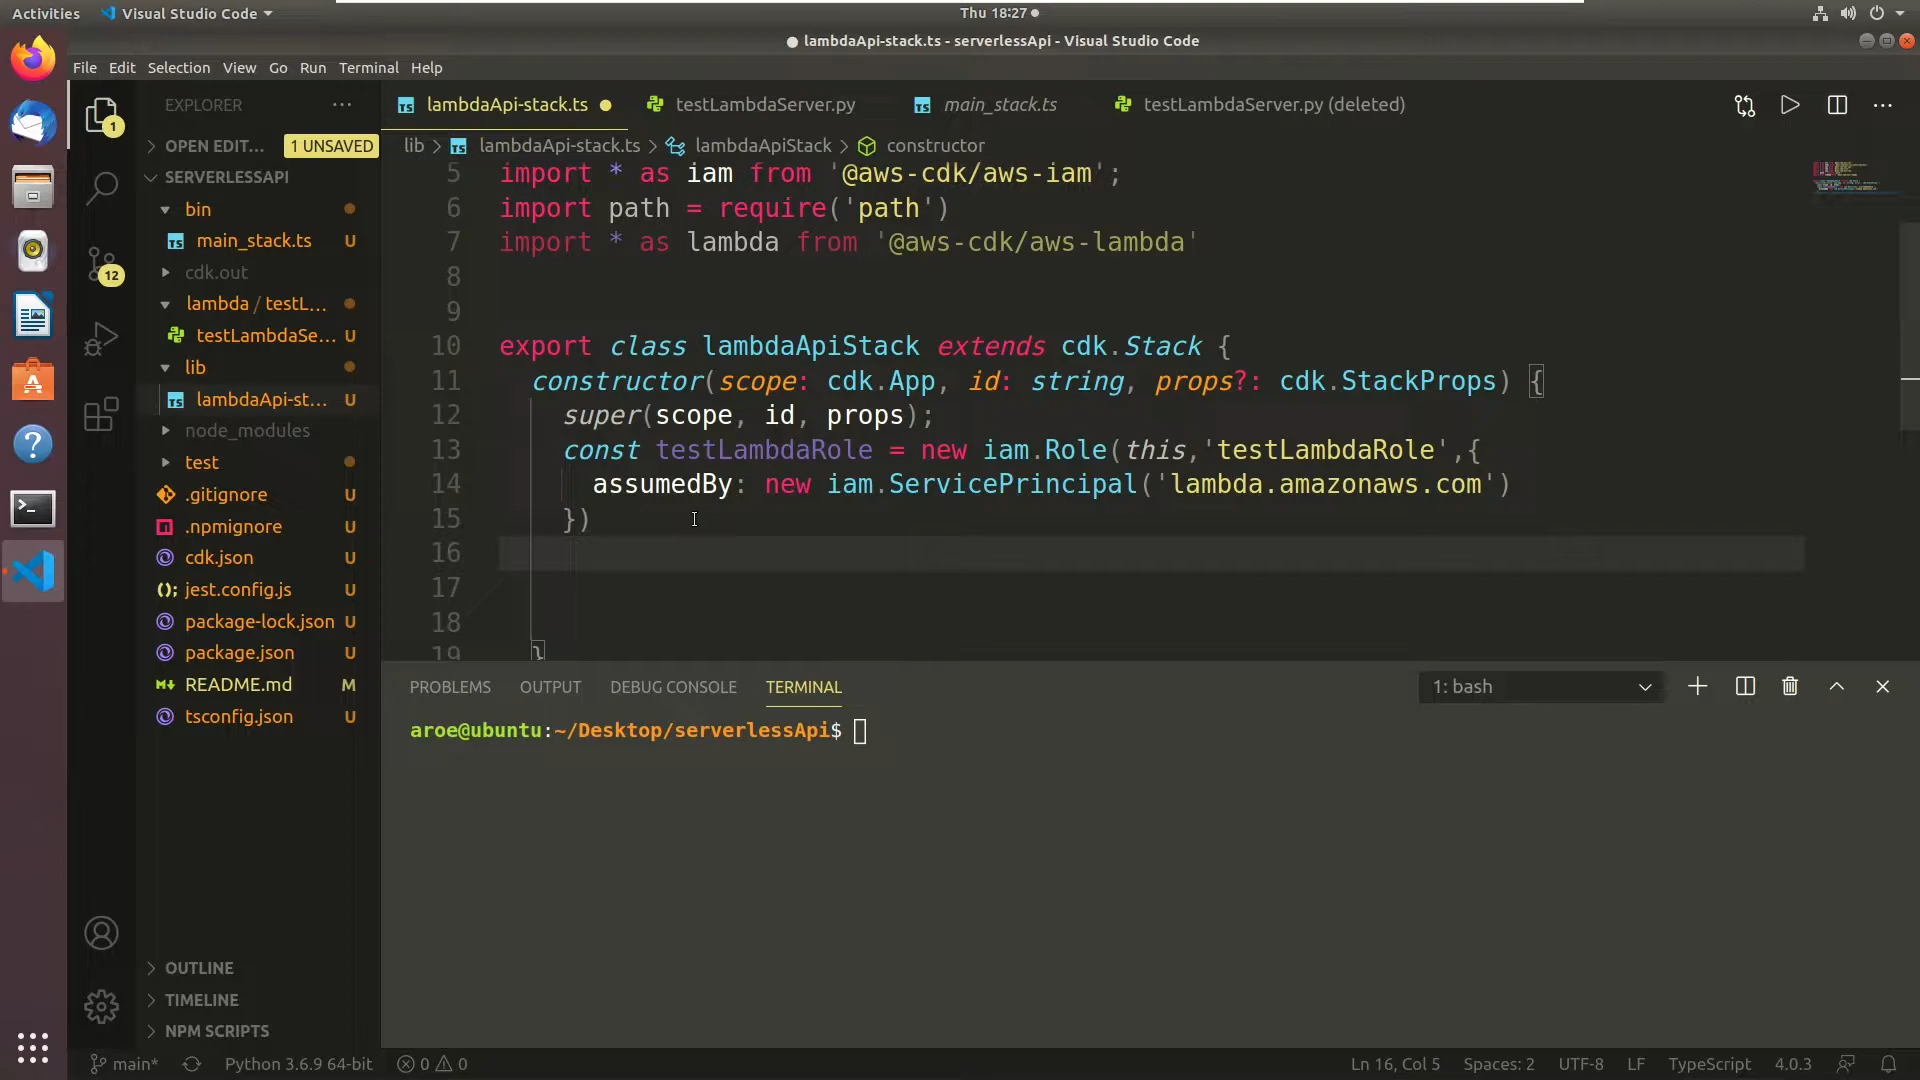 Activities
Visual Studio Code
Thu 18:27
● lambdaApi-stack.ts - serverlessApi - Visual Studio Code
File Edit Selection View Go Run Terminal Help
EXPLORER
OPEN EDIT... 1 UNSAVED
SERVERLESSAPI
bin
main_stack.ts U
cdk.out
lambda / testL...
testLambdaSe... U
lib
lambdaApi-st... U
node_modules
test
.gitignore U
.npmignore U
cdk.json U
jest.config.js U
package-lock.json U
package.json U
README.md M
tsconfig.json U
OUTLINE
TIMELINE
NPM SCRIPTS
1
12
lambdaApi-stack.ts
testLambdaServer.py
main_stack.ts
testLambdaServer.py (deleted)
lib > lambdaApi-stack.ts > lambdaApiStack > constructor
5 import * as iam from '@aws-cdk/aws-iam';
6 import path = require('path')
7 import * as lambda from '@aws-cdk/aws-lambda'
8
9
10 export class lambdaApiStack extends cdk.Stack {
11 constructor(scope: cdk.App, id: string, props?: cdk.StackProps) {
12 super(scope, id, props);
13 const testLambdaRole = new iam.Role(this,'testLambdaRole',{
14 assumedBy: new iam.ServicePrincipal('lambda.amazonaws.com')
15 })
16
17
18
19 }
PROBLEMS OUTPUT DEBUG CONSOLE TERMINAL
1: bash
aroe@ubuntu:~/Desktop/serverlessApi$
main*
Python 3.6.9 64-bit
0 0
Ln 16, Col 5
Spaces: 2
UTF-8
LF
TypeScript
4.0.3